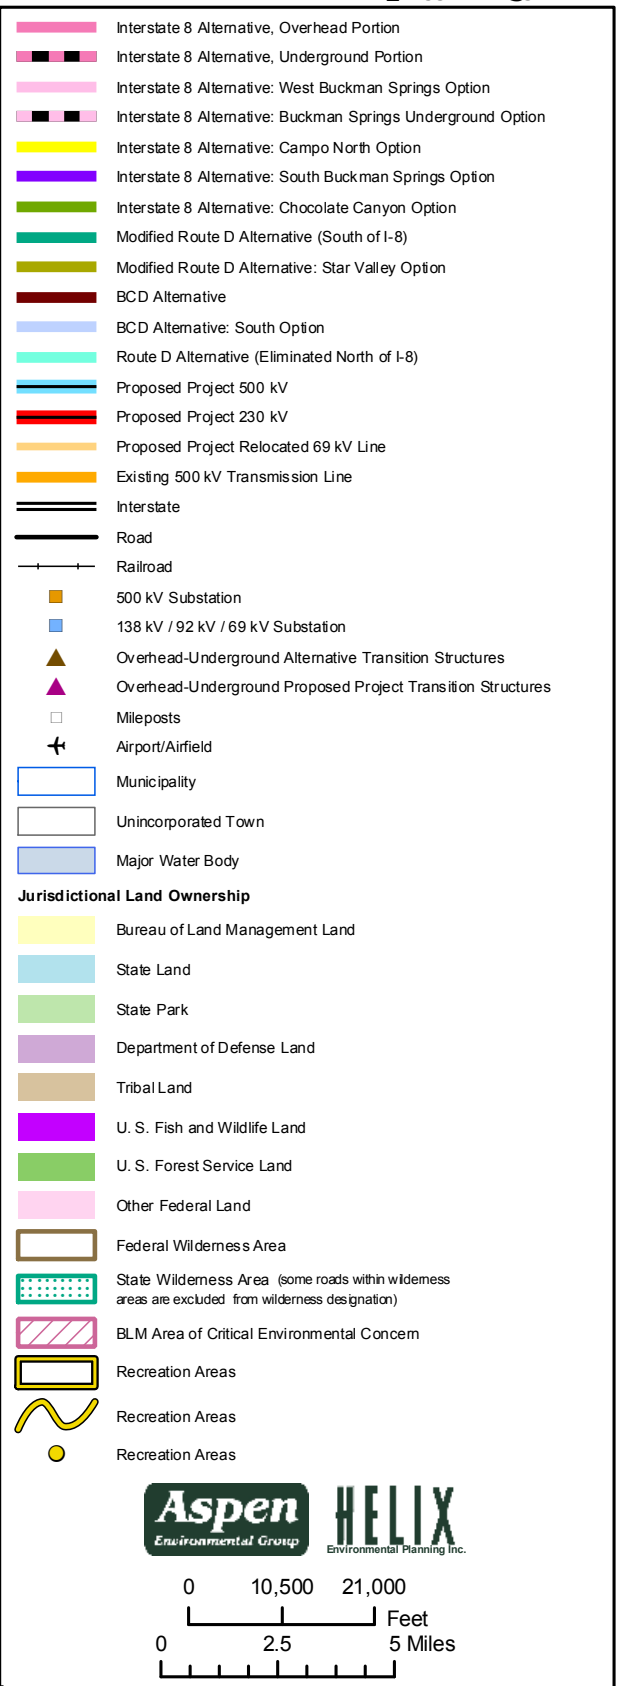 Interstate 8 Alternative, Overhead Portion
Interstate 8 Alternative, Underground Portion
Interstate 8 Alternative: West Buckman Springs Option
Interstate 8 Alternative: Buckman Springs Underground Option
Interstate 8 Alternative: Campo North Option
Interstate 8 Alternative: South Buckman Springs Option
Interstate 8 Alternative: Chocolate Canyon Option
Modified Route D Alternative (South of I-8)
Modified Route D Alternative: Star Valley Option
BCD Alternative
BCD Alternative: South Option
Route D Alternative (Eliminated North of I-8)
Proposed Project 500 kV
Proposed Project 230 kV
Proposed Project Relocated 69 kV Line
Existing 500 kV Transmission Line
Interstate
Road
Railroad
500 kV Substation
138 kV / 92 kV / 69 kV Substation
Overhead-Underground Alternative Transition Structures
Overhead-Underground Proposed Project Transition Structures
Mileposts
Airport/Airfield
Municipality
Unincorporated Town
Major Water Body
Jurisdictional Land Ownership
Bureau of Land Management Land
State Land
State Park
Department of Defense Land
Tribal Land
U. S. Fish and Wildlife Land
U. S. Forest Service Land
Other Federal Land
Federal Wilderness Area
State Wilderness Area (some roads within wilderness
areas are excluded from wilderness designation)
BLM Area of Critical Environmental Concern
Recreation Areas
Recreation Areas
Recreation Areas
Aspen
Environmental Group
HELIX
Environmental Planning Inc.
0 10,500 21,000
Feet
0 2.5 5 Miles